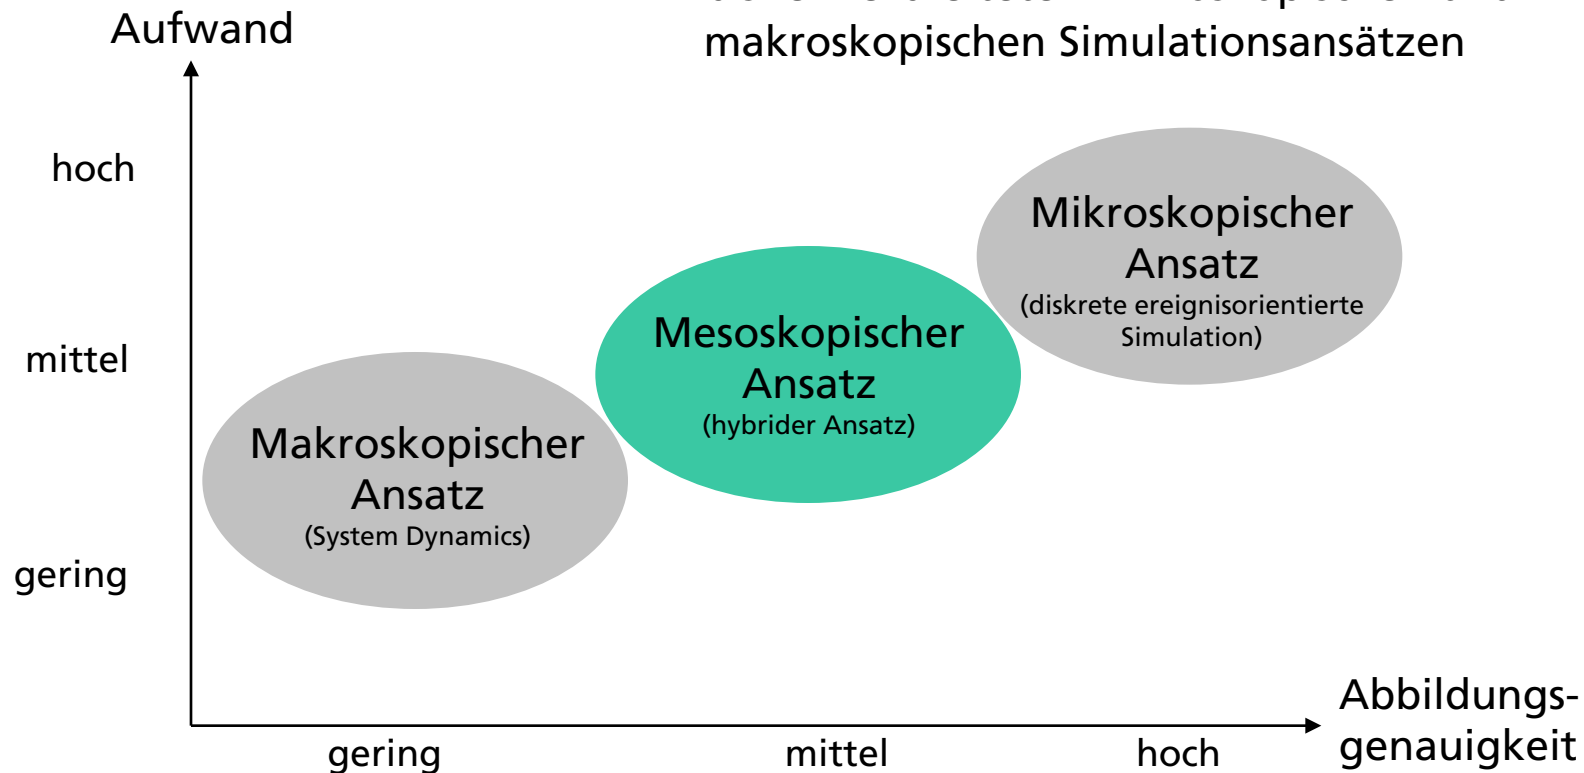 makroskopischen Simulationsansätzen
Aufwand
hoch
mittel
gering
Mikroskopischer
Ansatz
(diskrete ereignisorientierte
Simulation)
Mesoskopischer
Ansatz
(hybrider Ansatz)
Makroskopischer
Ansatz
(System Dynamics)
gering
mittel
hoch
Abbildungs-
genauigkeit